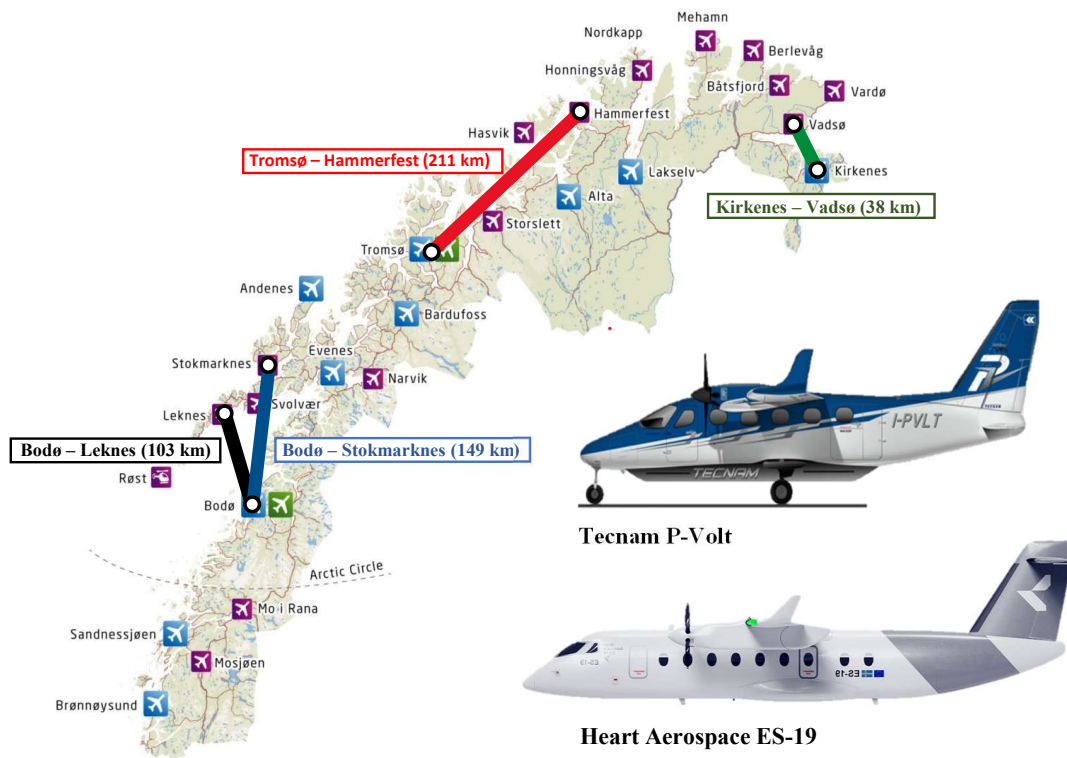 Mehamn
Nordkapp
Berlevåg
Honningsvåg
Båtsfjord
Vardø
Hammerfest
Vadsø
Hasvik
Tromsø – Hammerfest (211 km)
Lakselv
Kirkenes
Alta
Kirkenes – Vadsø (38 km)
Storslett
Tromsø
Andenes
Bardufoss
Evenes
Stokmarknes
Narvik
Svolvær
Leknes
Bodø – Leknes (103 km)
Bodø – Stokmarknes (149 km)
Røst
Bodø
I-PVLT
TECNAM
Tecnam P-Volt
Arctic Circle
Mo i Rana
Sandnessjøen
Mosjøen
Brønnøysund
ES-19
ES-19
Heart Aerospace ES-19